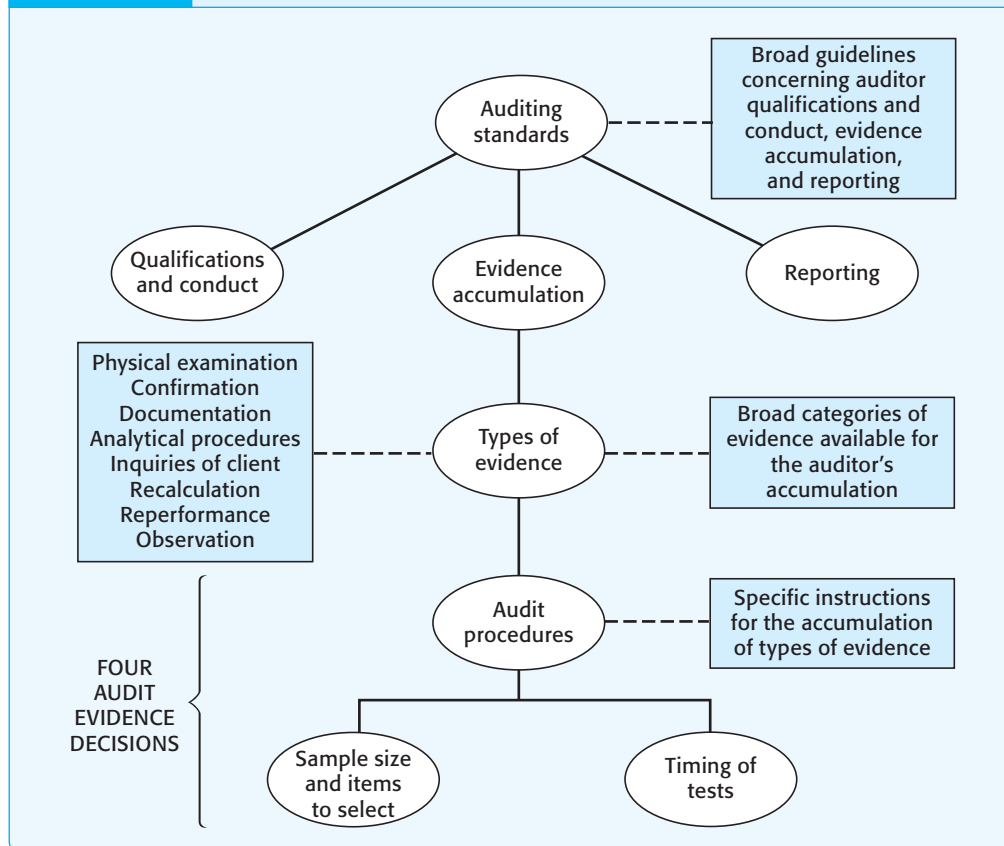 Auditing
standards
Broad guidelines
concerning auditor
qualifications and
conduct, evidence
accumulation,
and reporting
Qualifications
and conduct
Evidence
accumulation
Reporting
Physical examination
Confirmation
Documentation
Analytical procedures
Inquiries of client
Recalculation
Reperformance
Observation
Types of
evidence
Broad categories of
evidence available for
the auditor’s
accumulation
Audit
procedures
Specific instructions
for the accumulation
of types of evidence
FOUR
AUDIT
EVIDENCE
DECISIONS
Sample size
and items
to select
Timing of
tests